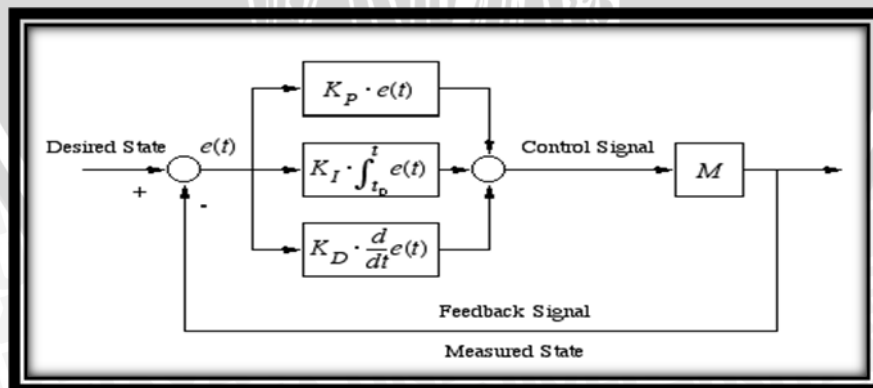 K_P · e(t)
Desired State
e(t)
+
-
K_I · ∫_{t_0}^{t} e(t)
Control Signal
M
K_D · d/dt e(t)
Feedback Signal
Measured State